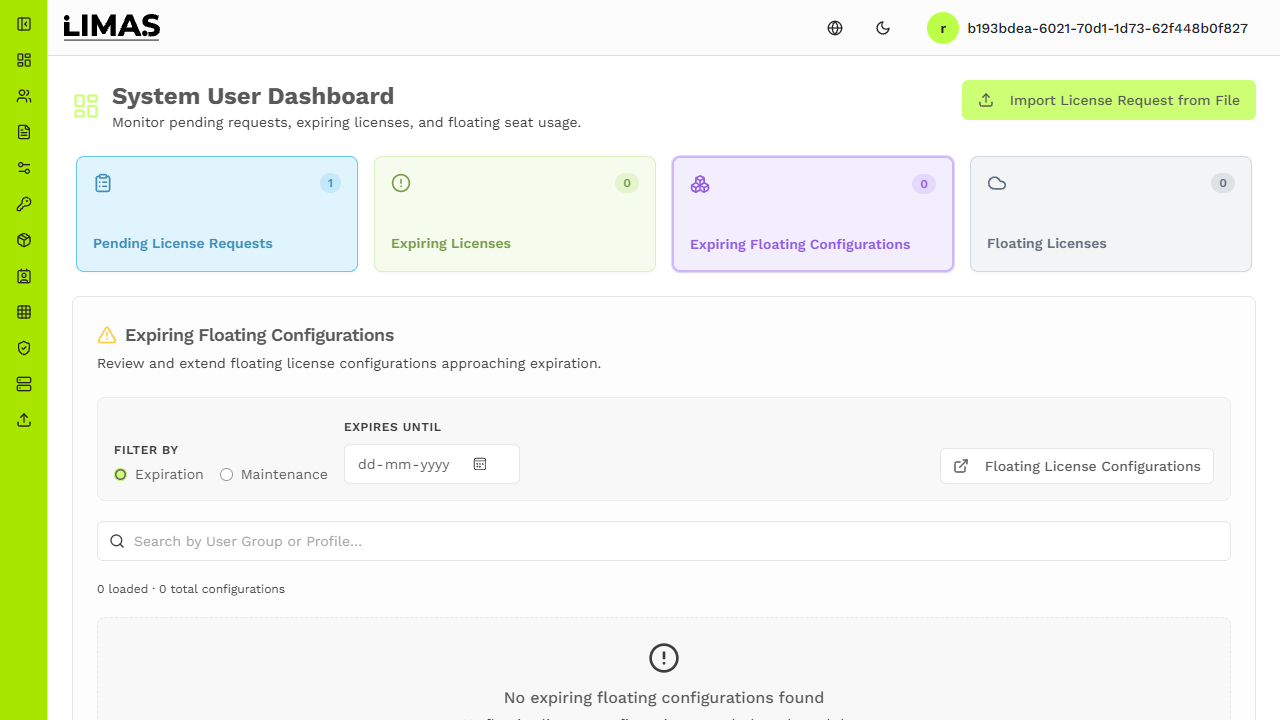 LIMAS
r
b193bdea-6021-70d1-1d73-62f448b0f827
System User Dashboard
Monitor pending requests, expiring licenses, and floating seat usage.
Import License Request from File
1
Pending License Requests
0
Expiring Licenses
0
Expiring Floating Configurations
0
Floating Licenses
Expiring Floating Configurations
Review and extend floating license configurations approaching expiration.
FILTER BY
Expiration
Maintenance
EXPIRES UNTIL
dd-mm-yyyy
Floating License Configurations
Search by User Group or Profile...
0 loaded · 0 total configurations
No expiring floating configurations found